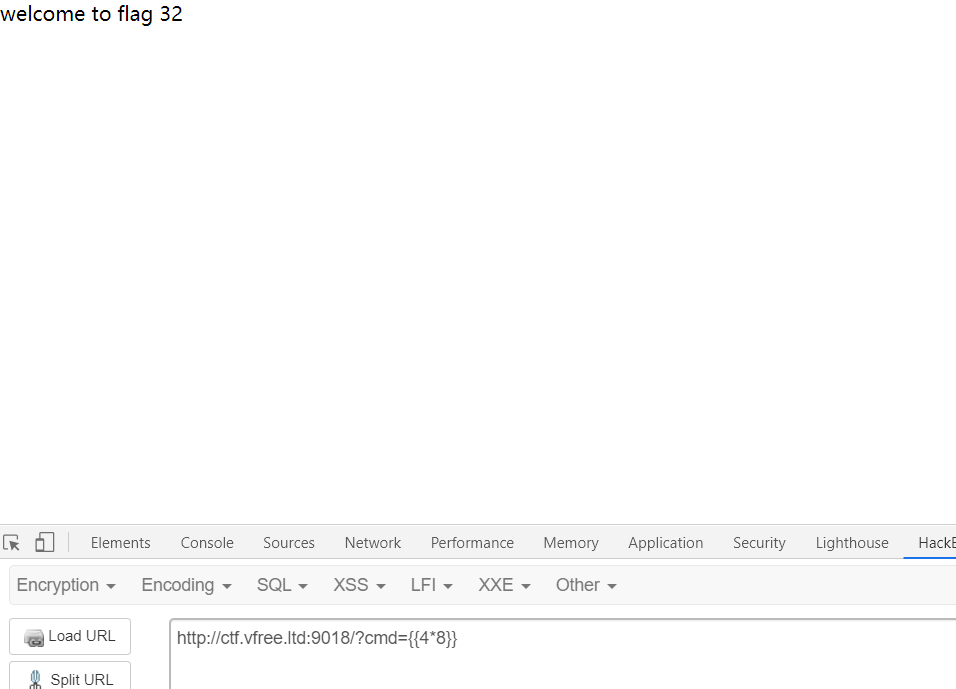 welcome to flag 32
Elements Console Sources Network Performance Memory Application Security Lighthouse HackB
Encryption Encoding SQL XSS LFI XXE Other
Load URL
http://ctf.vfree.ltd:9018/?cmd={{4*8}}
Split URL